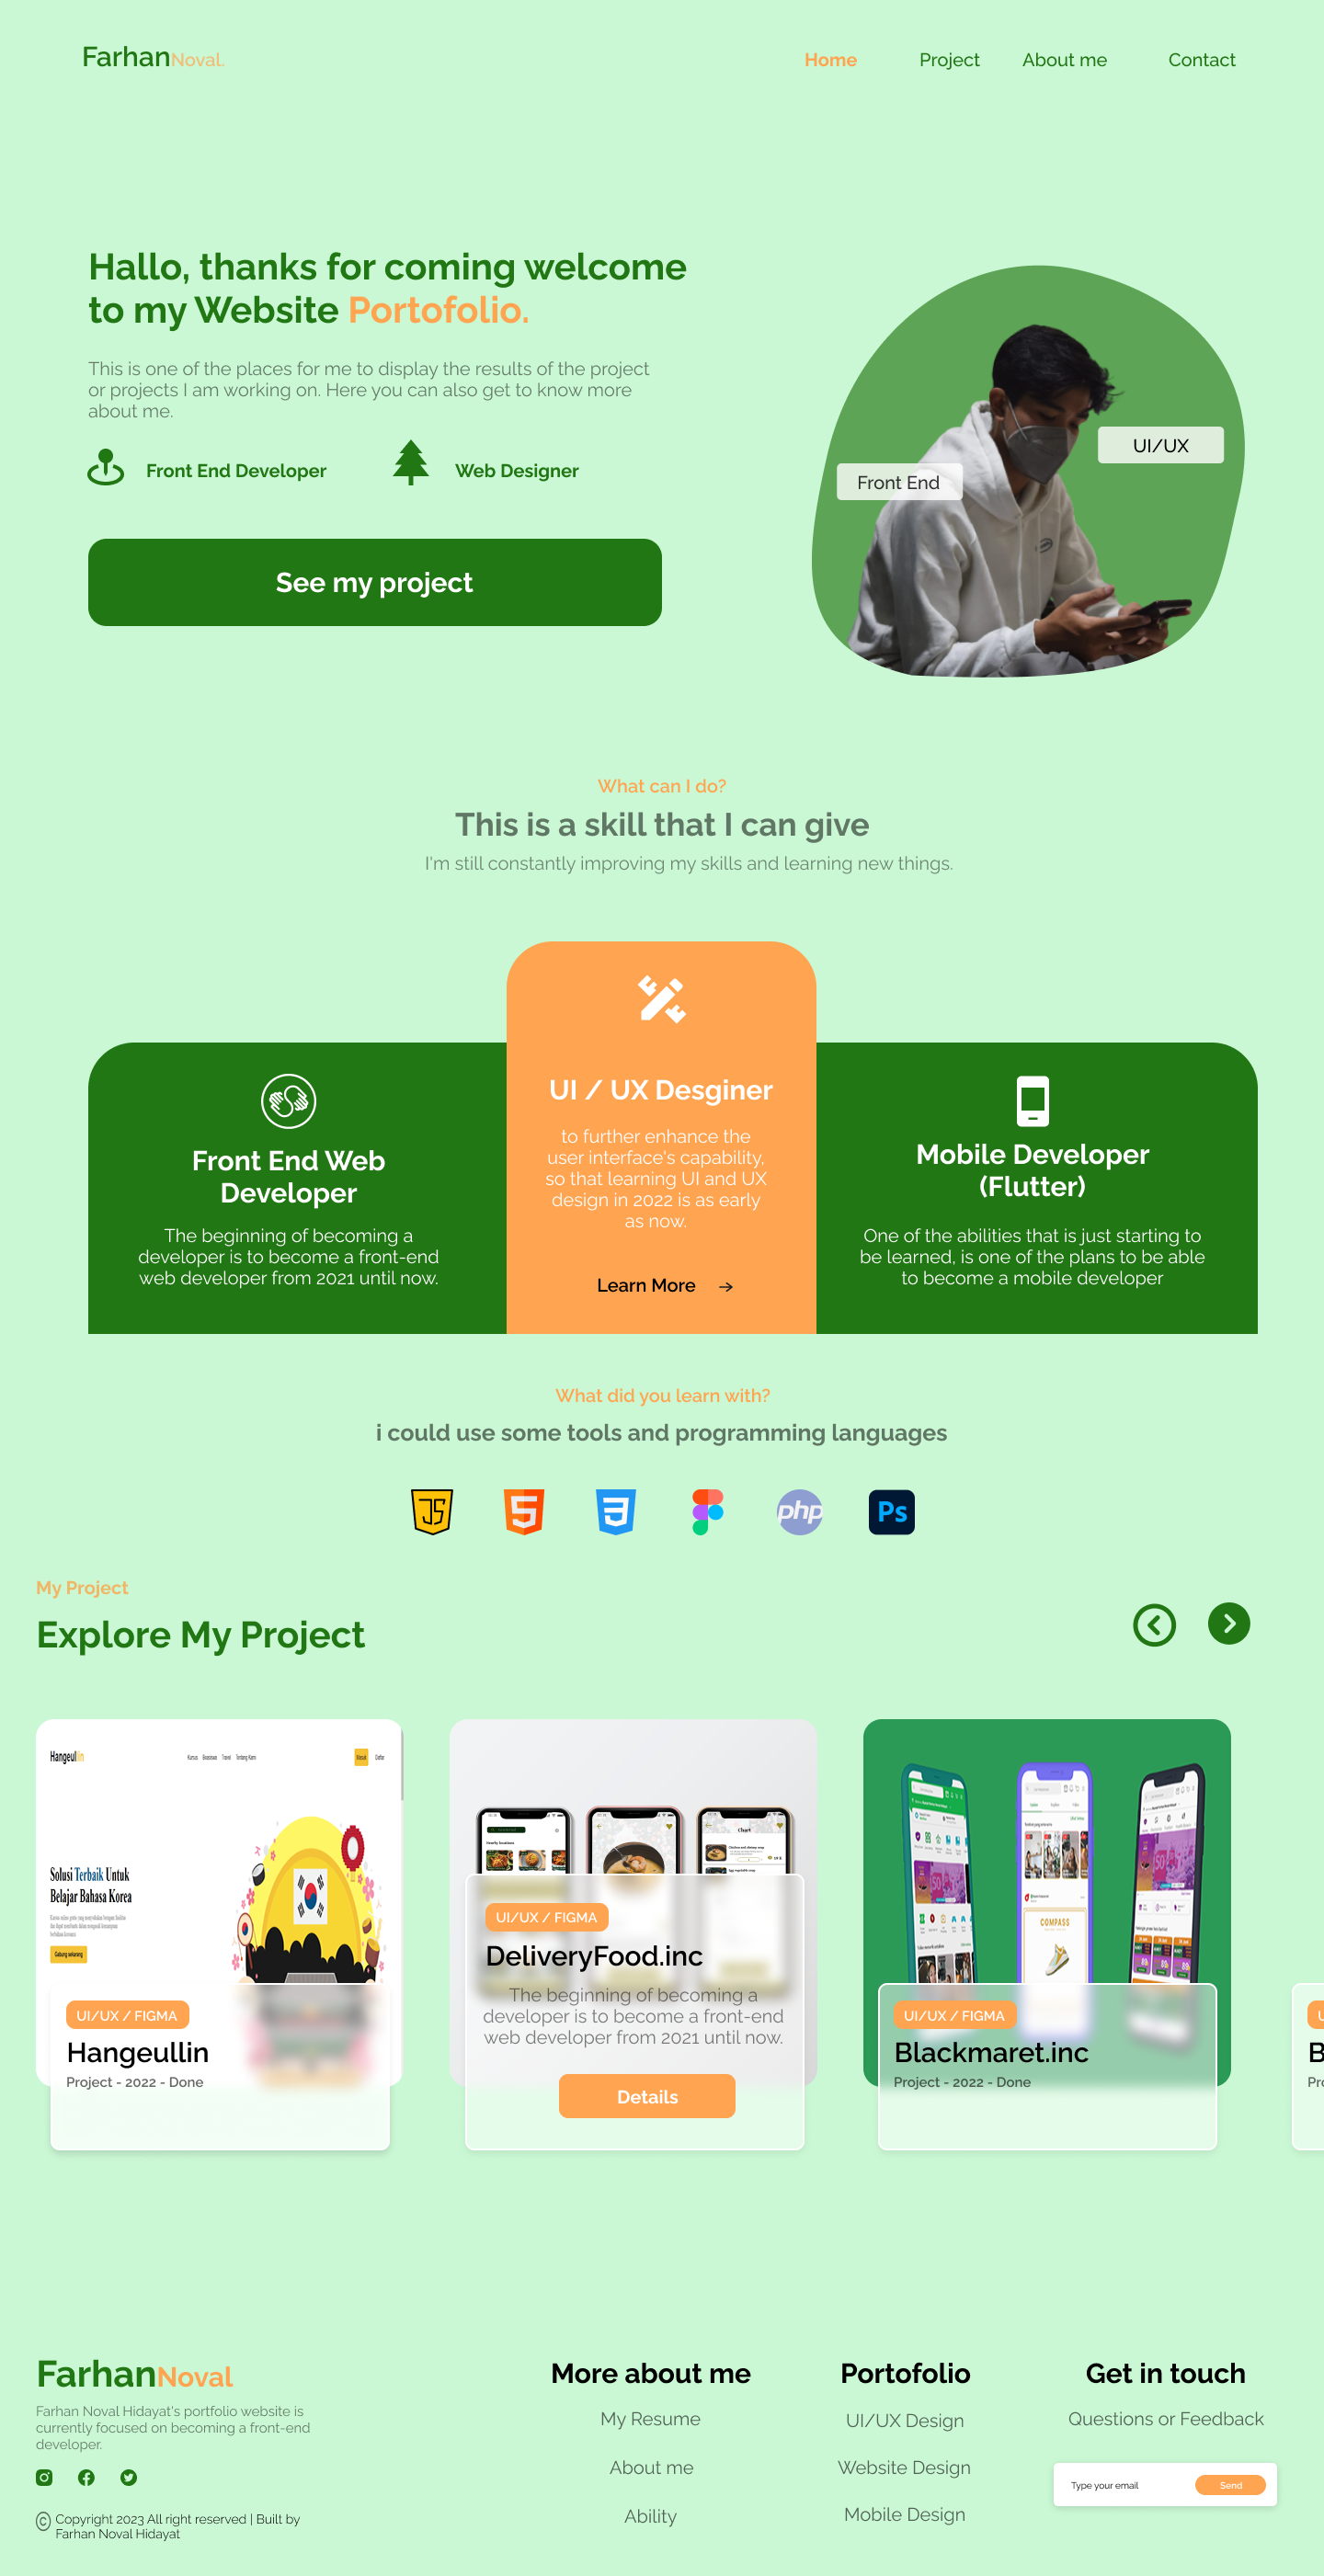 FarhanNoval.
Home Project About me Contact
Hallo, thanks for coming welcome
to my Website Portofolio.
This is one of the places for me to display the results of the project
or projects I am working on. Here you can also get to know more
about me.
Front End Developer Web Designer
See my project
UI/UX
Front End
What can I do?
This is a skill that I can give
I'm still constantly improving my skills and learning new things.
Front End Web
Developer
The beginning of becoming a
developer is to become a front-end
web developer from 2021 until now.
UI / UX Desginer
to further enhance the
user interface's capability,
so that learning UI and UX
design in 2022 is as early
as now.
Learn More
Mobile Developer
(Flutter)
One of the abilities that is just starting to
be learned, is one of the plans to be able
to become a mobile developer
What did you learn with?
i could use some tools and programming languages
JS
php
Ps
My Project
Explore My Project
Hangeullin
Kursus Beasiswa Travel Tentang Kami Masuk Daftar
Solusi Terbaik Untuk
Belajar Bahasa Korea
Gabung sekarang
UI/UX / FIGMA
Hangeullin
Project - 2022 - Done
Nearby locations
Chart
UI/UX / FIGMA
DeliveryFood.inc
The beginning of becoming a
developer is to become a front-end
web developer from 2021 until now.
Details
COMPASS
UI/UX / FIGMA
Blackmaret.inc
Project - 2022 - Done
FarhanNoval
Farhan Noval Hidayat's portfolio website is
currently focused on becoming a front-end
developer.
Copyright 2023 All right reserved | Built by
Farhan Noval Hidayat
More about me
My Resume
About me
Ability
Portofolio
UI/UX Design
Website Design
Mobile Design
Get in touch
Questions or Feedback
Type your email Send